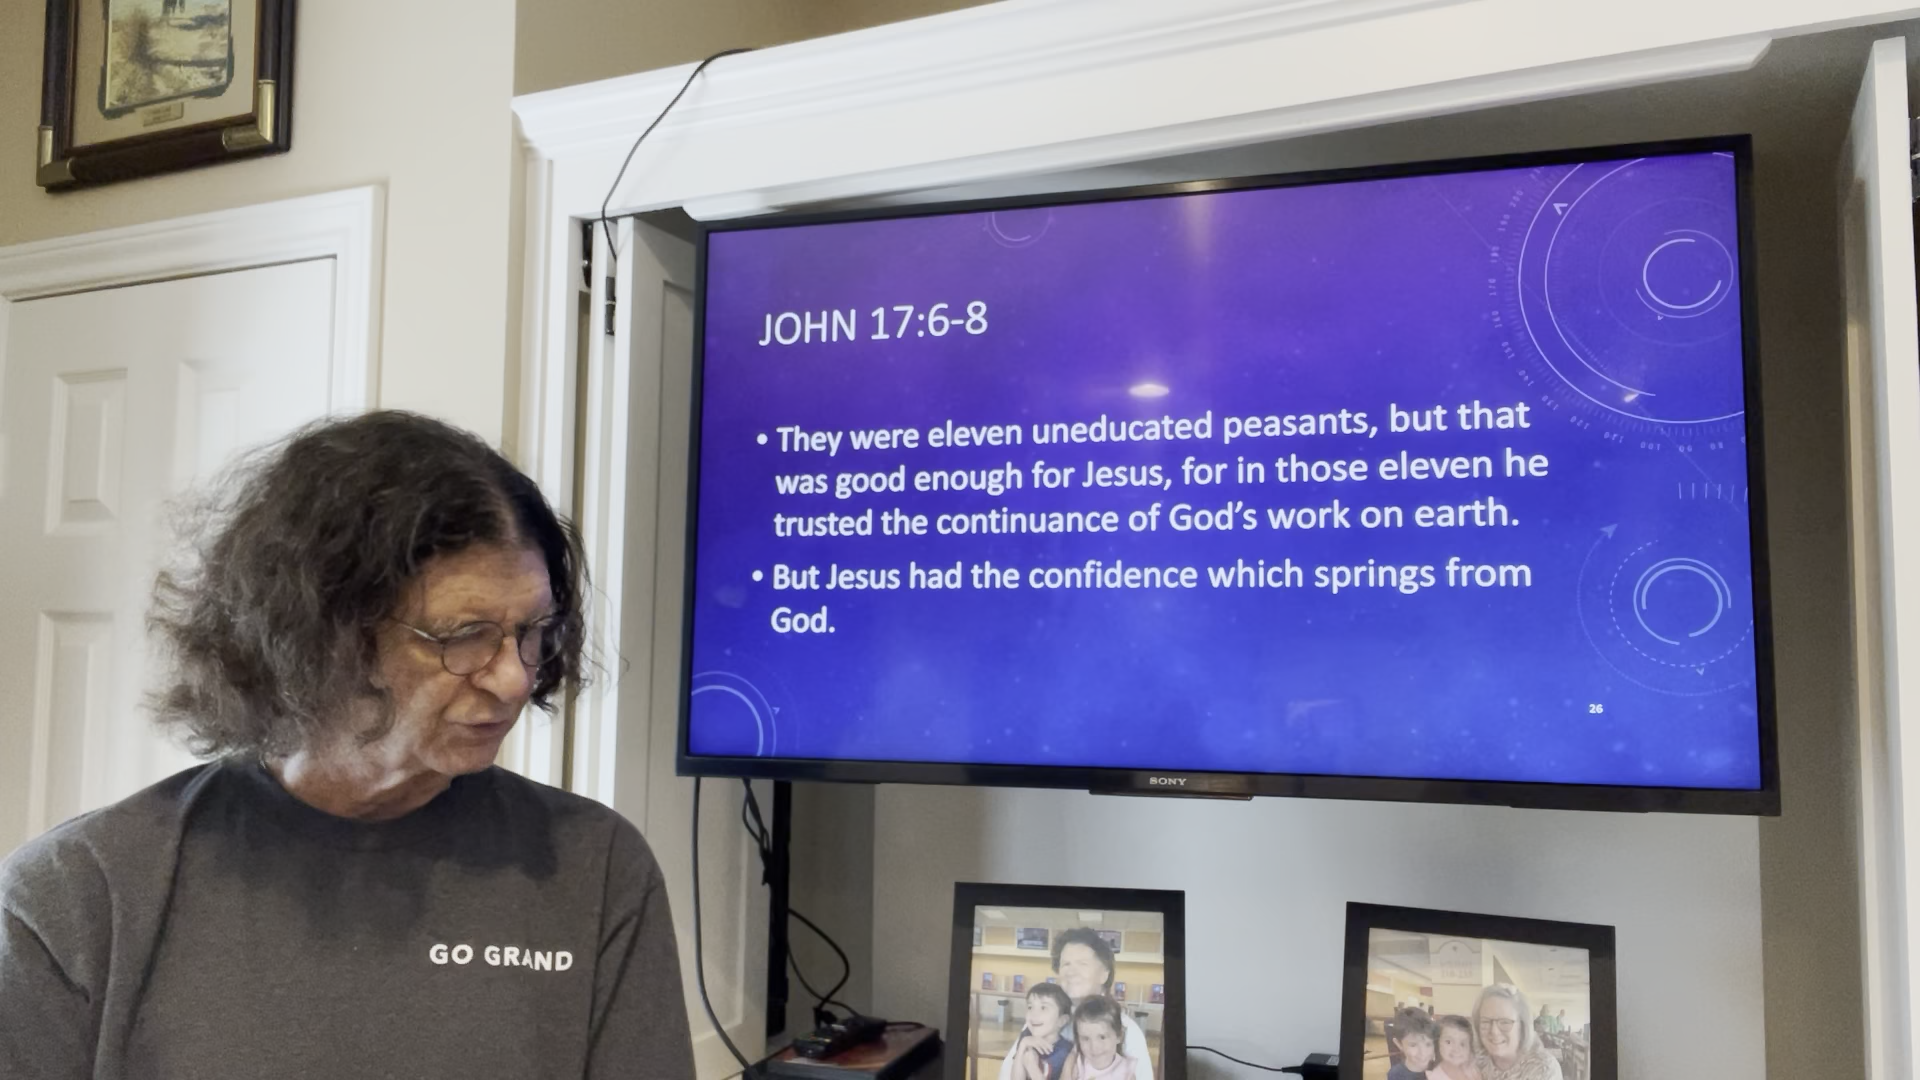 JOHN 17:6-8
• They were eleven uneducated peasants, but that
was good enough for Jesus, for in those eleven he
trusted the continuance of God's work on earth.
• But Jesus had the confidence which springs from
God.
26
SONY
GO GRAND